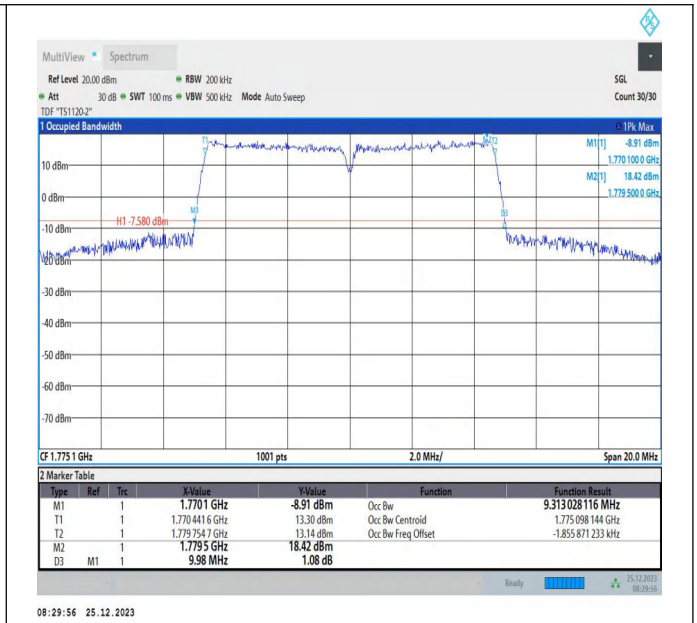 MultiView Spectrum
Ref Level 20.00 dBm RBW 200 kHz SGL
Att 30 dB SWT 100 ms VBW 500 kHz Mode Auto Sweep Count 30/30
TDF "TS1120-2"
1 Occupied Bandwidth 1Pk Max
M1[1] -8.91 dBm
1.770 100 0 GHz
M2[1] 18.42 dBm
1.779 500 0 GHz
T1
M2
T2
10 dBm
0 dBm
M1
D3
H1 -7.580 dBm
-10 dBm
-20 dBm
-30 dBm
-40 dBm
-50 dBm
-60 dBm
-70 dBm
CF 1.775 1 GHz 1001 pts 2.0 MHz/ Span 20.0 MHz
2 Marker Table
Type Ref Trc X-Value Y-Value Function Function Result
M1 1 1.7701 GHz -8.91 dBm Occ Bw 9.313 028 116 MHz
T1 1 1.770 441 6 GHz 13.30 dBm Occ Bw Centroid 1.775 098 144 GHz
T2 1 1.779 754 7 GHz 13.14 dBm Occ Bw Freq Offset -1.855 871 233 kHz
M2 1 1.7795 GHz 18.42 dBm
D3 M1 1 9.98 MHz 1.08 dB
Ready 25.12.2023
08:29:56
08:29:56 25.12.2023